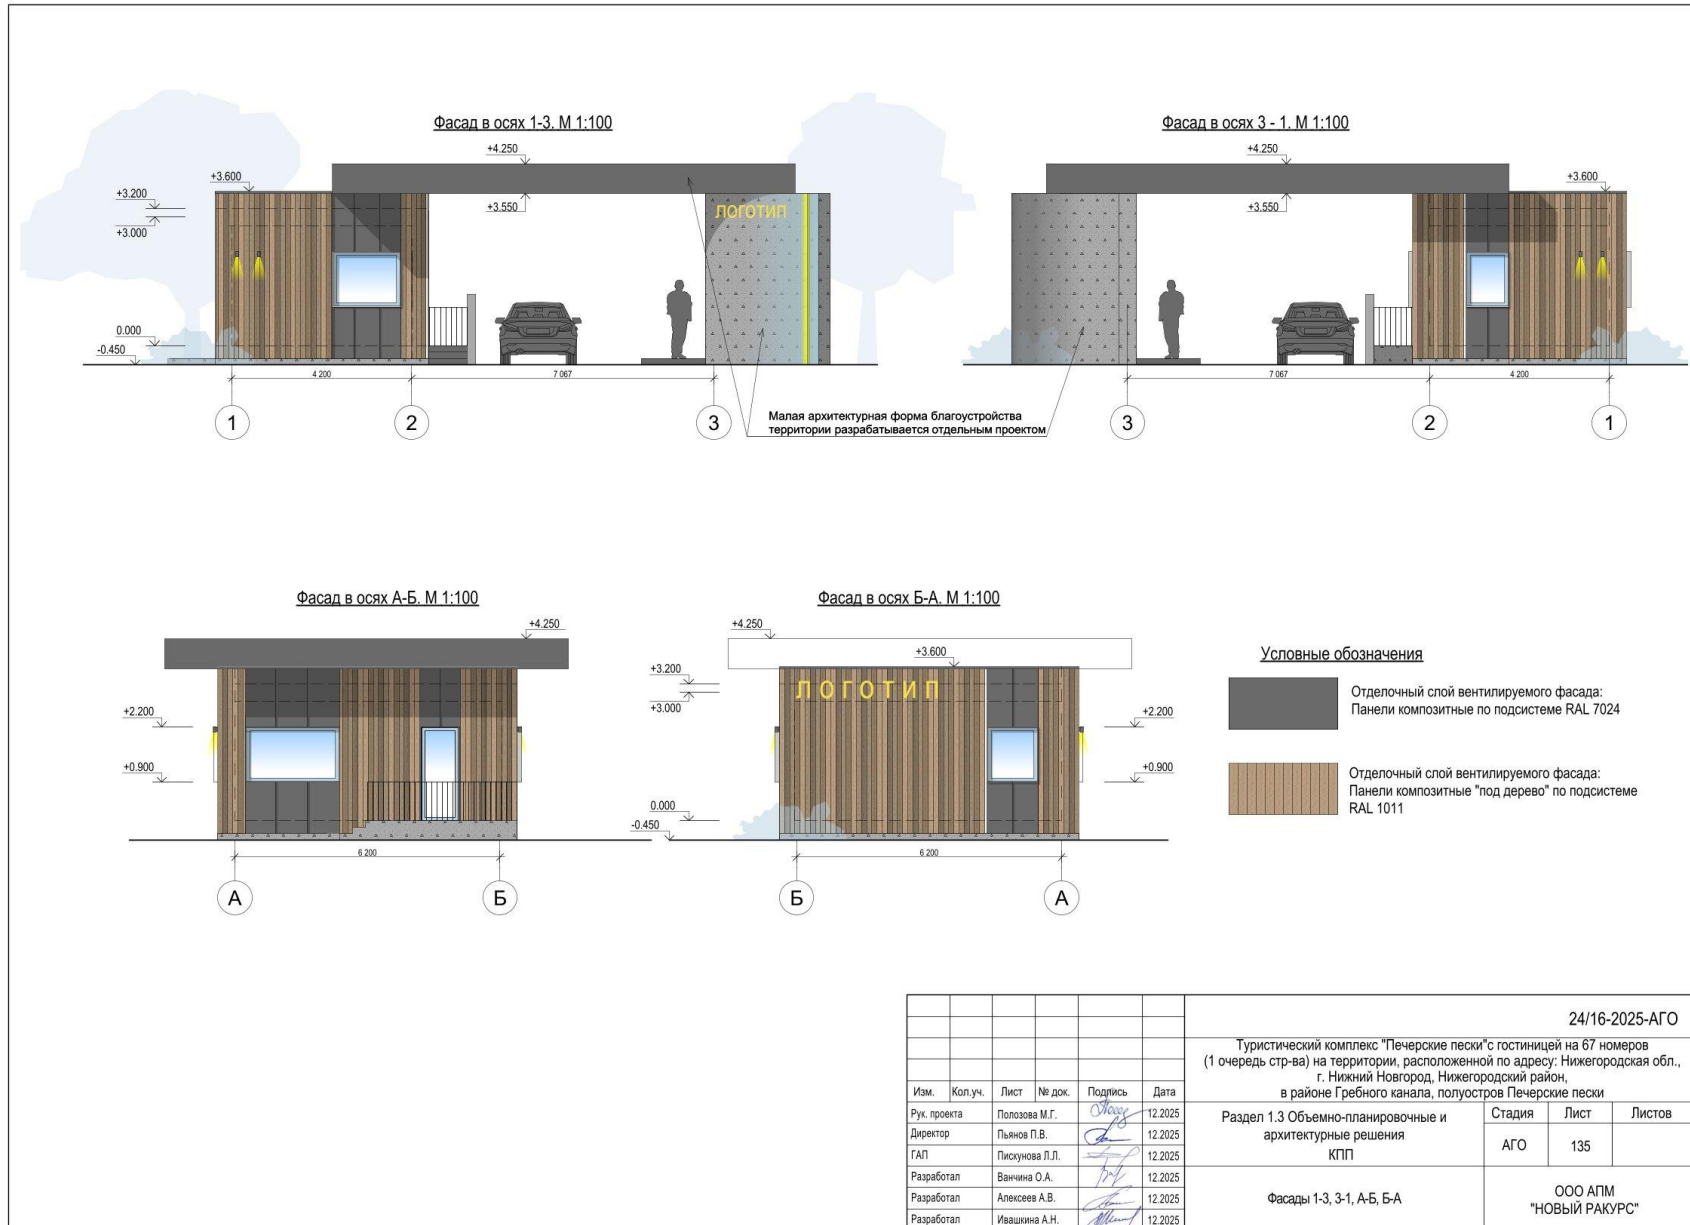 Фасад в осях 1-3. М 1:100
+4.250
+3.600
+3.200
+3.550
+3.000
ЛОГОТИП
0.000
-0.450
4 200
7 067
1
2
3
Фасад в осях 3 - 1. М 1:100
+4.250
+3.600
+3.550
7 067
4 200
3
2
1
Малая архитектурная форма благоустройства
территории разрабатывается отдельным проектом
Фасад в осях А-Б. М 1:100
+4.250
+2.200
+0.900
6 200
А
Б
Фасад в осях Б-А. М 1:100
+4.250
+3.600
+3.200
+3.000
ЛОГОТИП
+2.200
+0.900
0.000
-0.450
6 200
Б
А
Условные обозначения
Отделочный слой вентилируемого фасада:
Панели композитные по подсистеме RAL 7024
Отделочный слой вентилируемого фасада:
Панели композитные "под дерево" по подсистеме
RAL 1011
24/16-2025-АГО
Туристический комплекс "Печерские пески"с гостиницей на 67 номеров
(1 очередь стр-ва) на территории, расположенной по адресу: Нижегородская обл.,
г. Нижний Новгород, Нижегородский район,
в районе Гребного канала, полуостров Печерские пески
Изм. Кол.уч. Лист № док. Подпись Дата
Рук. проекта Полозова М.Г. 12.2025
Директор Пьянов П.В. 12.2025
ГАП Пискунова Л.Л. 12.2025
Разработал Ванчина О.А. 12.2025
Разработал Алексеев А.В. 12.2025
Разработал Ивашкина А.Н. 12.2025
Раздел 1.3 Объемно-планировочные и
архитектурные решения
КПП
Стадия Лист Листов
АГО 135
Фасады 1-3, 3-1, А-Б, Б-А
ООО АПМ
"НОВЫЙ РАКУРС"